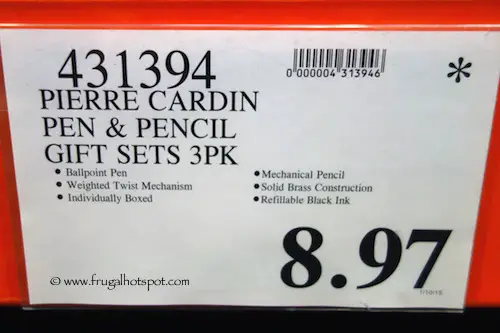 431394
0 000004 313946
*
PIERRE CARDIN
PEN & PENCIL
GIFT SETS 3PK
• Ballpoint Pen
• Weighted Twist Mechanism
• Individually Boxed
• Mechanical Pencil
• Solid Brass Construction
• Refillable Black Ink
8.97
© www.frugalhotspot.com